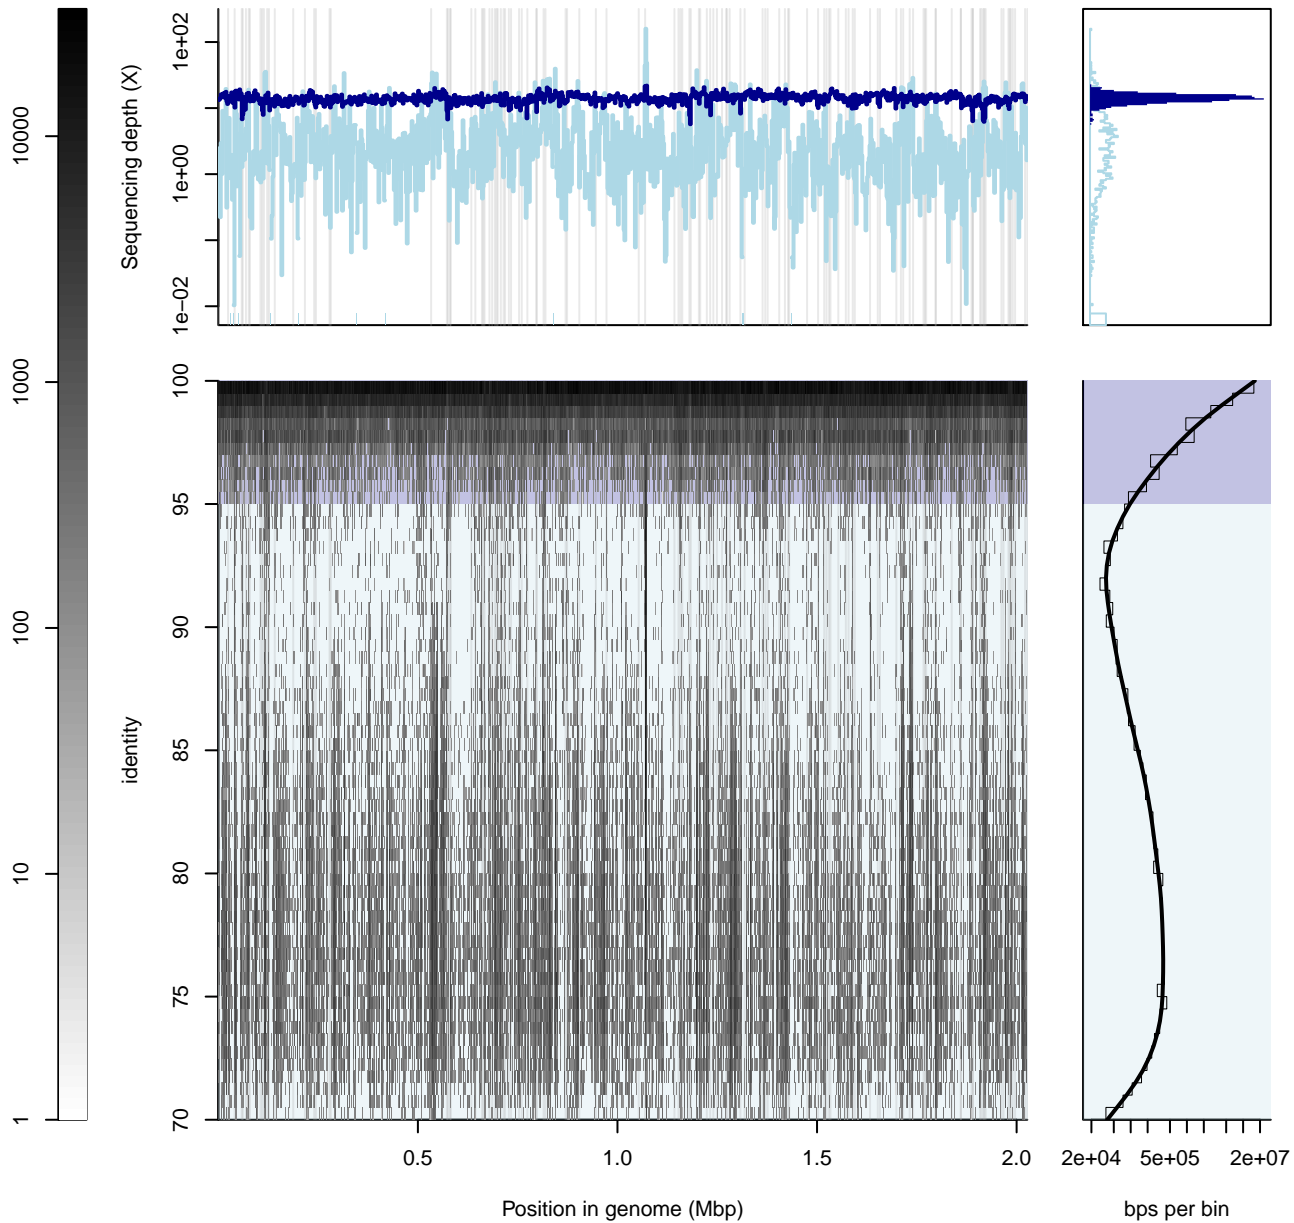 1e+02
1e+00
1e−02
Sequencing depth (X)
10000
1000
100
10
1
100
95
90
85
80
75
70
identity
0.5
1.0
1.5
2.0
Position in genome (Mbp)
2e+04
5e+05
2e+07
bps per bin